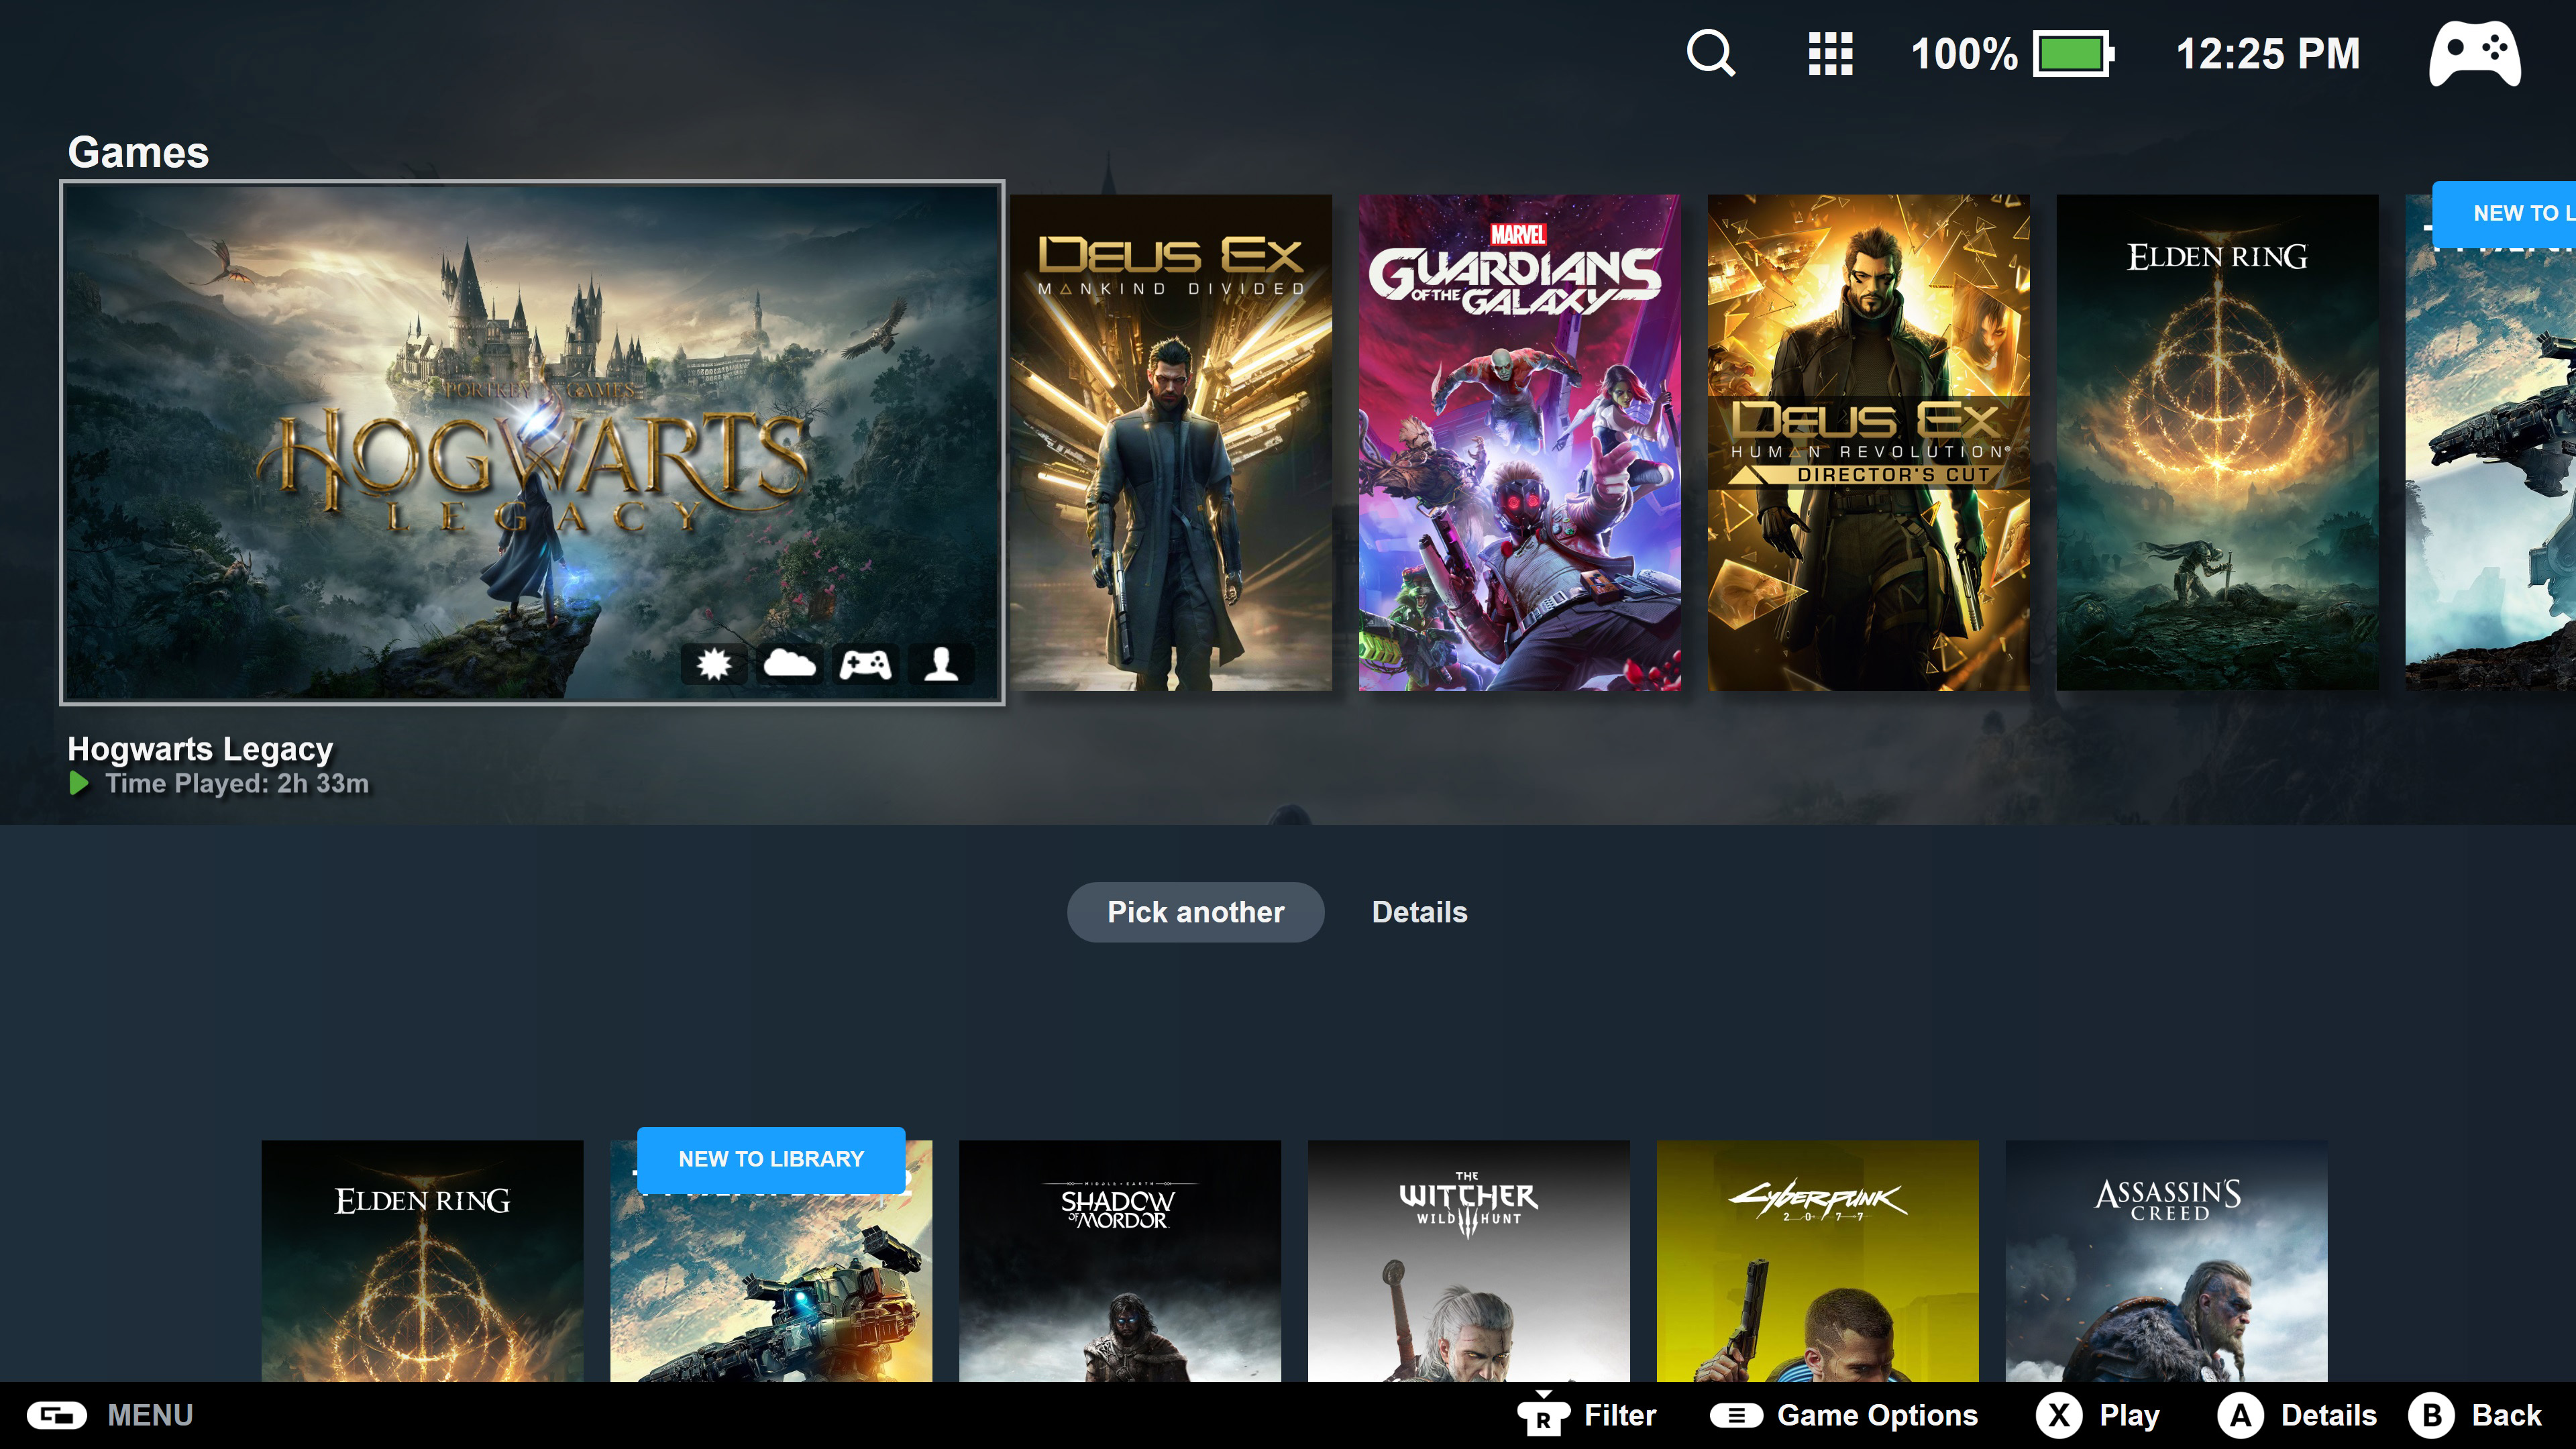 100%
12:25 PM
Games
PORTKEY GAMES
HOGWARTS
LEGACY
DEUS EX
MANKIND DIVIDED
MARVEL
GUARDIANS
OF THE
GALAXY
DEUS EX
HUMAN REVOLUTION®
DIRECTOR'S CUT
ELDEN RING
NEW TO L
Hogwarts Legacy
Time Played: 2h 33m
Pick another
Details
ELDEN RING
NEW TO LIBRARY
MIDDLE-EARTH
SHADOW
OF MORDOR
THE
WITCHER
WILD HUNT
Cyberpunk
2077
ASSASSIN'S
CREED
MENU
R
Filter
Game Options
X
Play
A
Details
B
Back